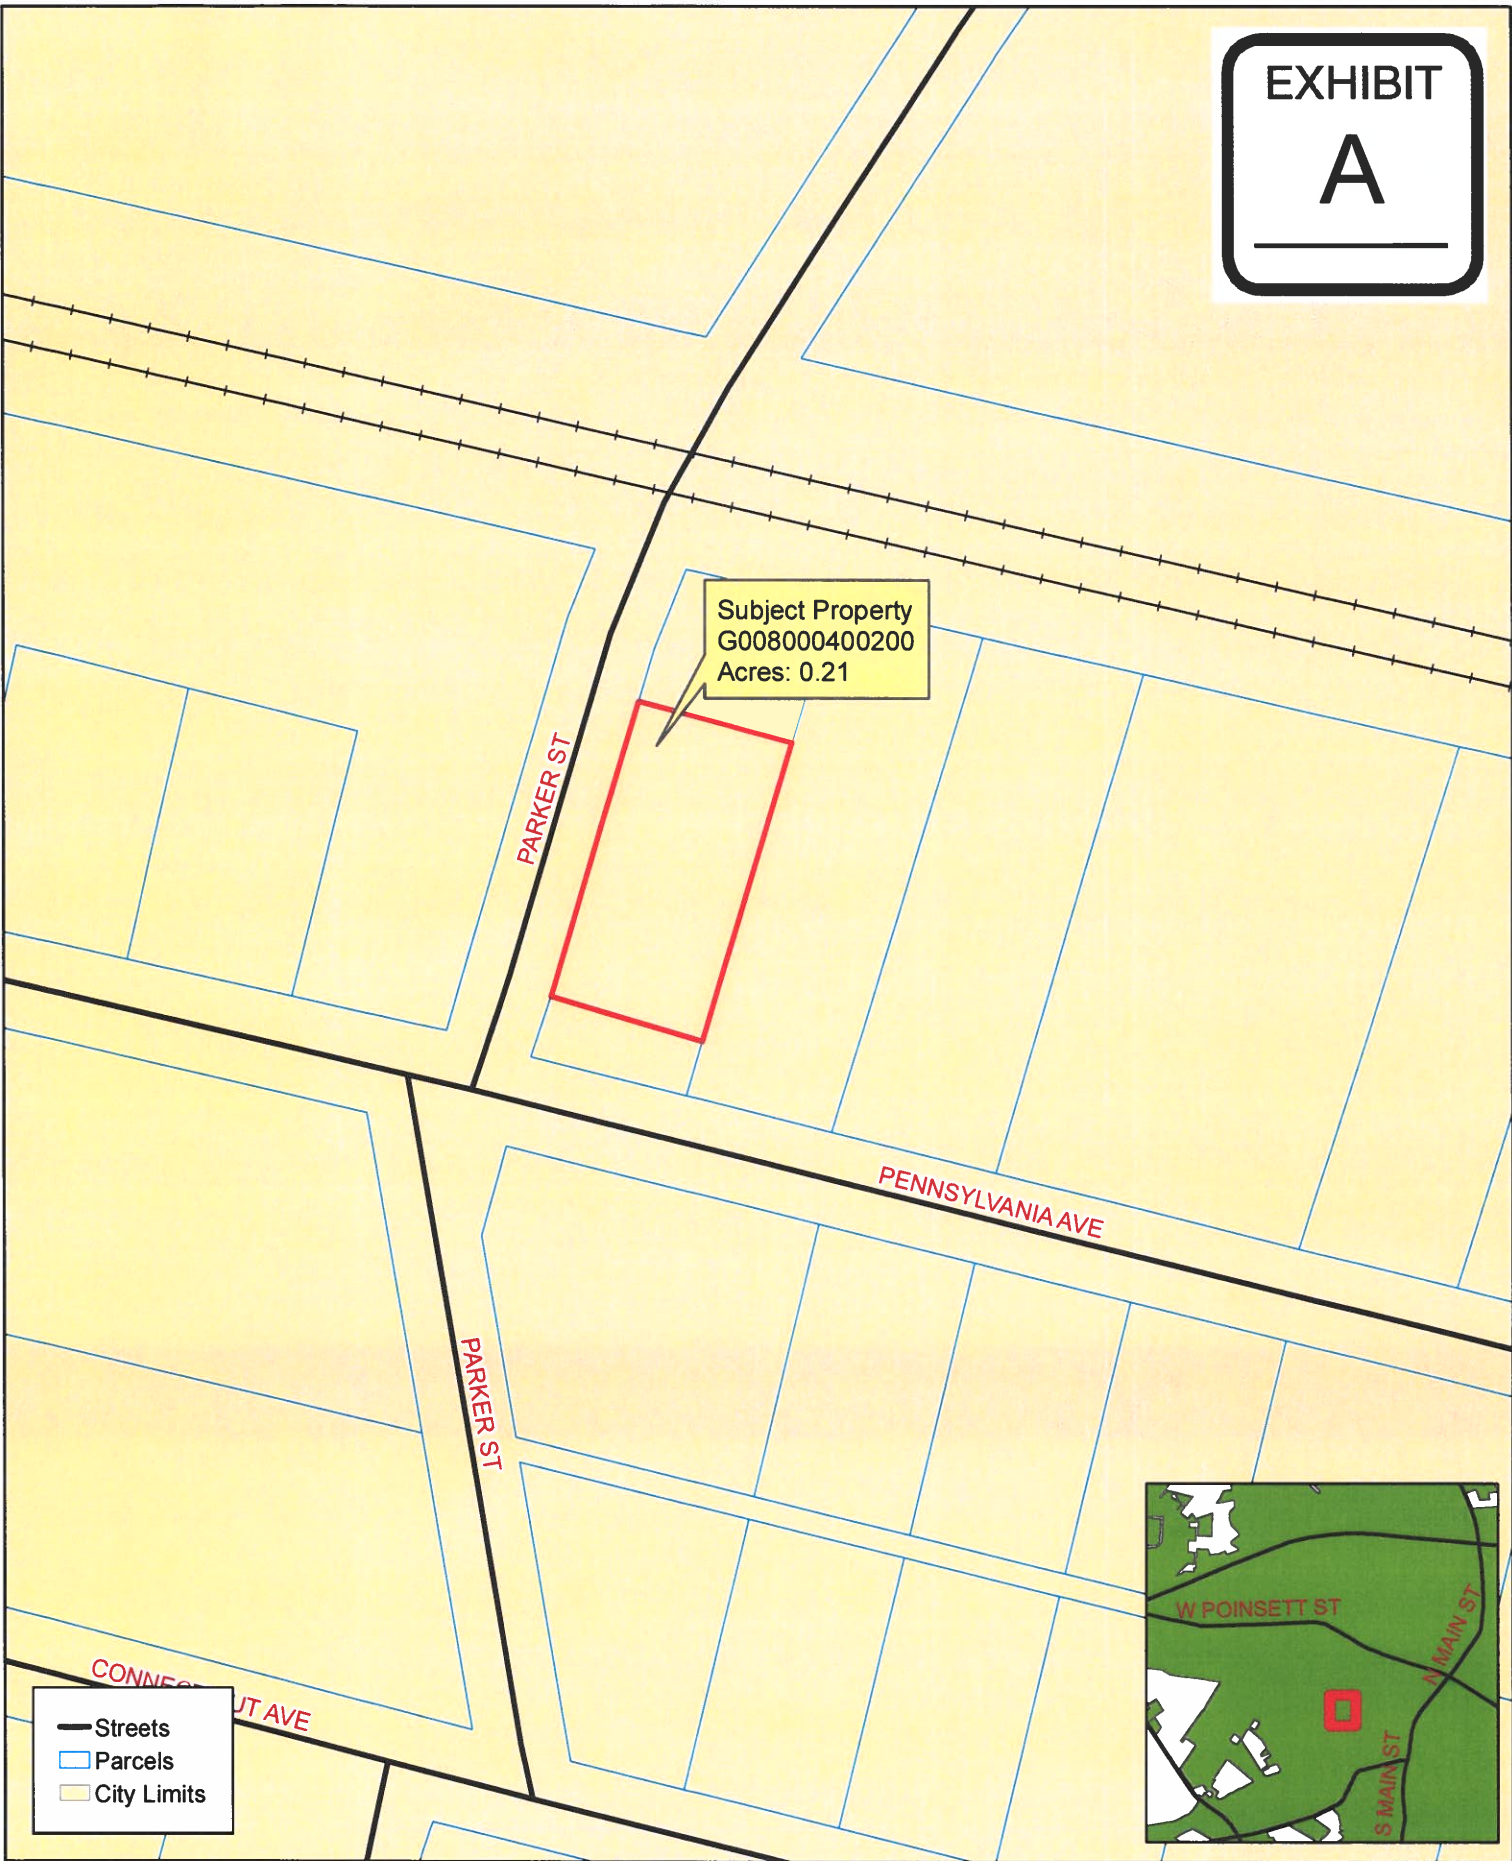 EXHIBIT
A
Subject Property
G008000400200
Acres: 0.21
PARKER ST
PENNSYLVANIA AVE
PARKER ST
W POINSETT ST
N MAIN ST
S MAIN ST
UT AVE
Streets
Parcels
City Limits